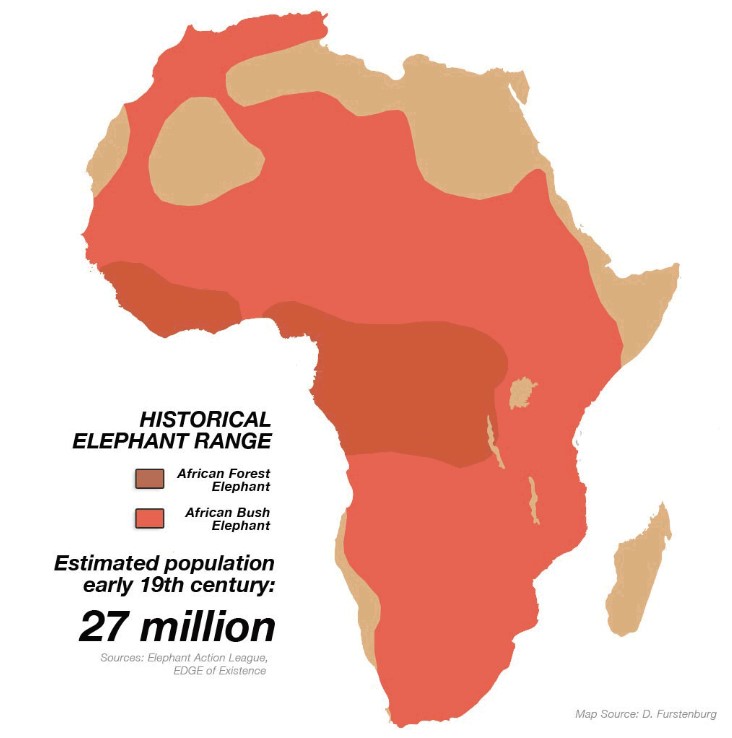 HISTORICAL
ELEPHANT RANGE
African Forest
Elephant
African Bush
Elephant
Estimated population
early 19th century:
27 million
Sources: Elephant Action League,
EDGE of Existence
Map Source: D. Furstenburg